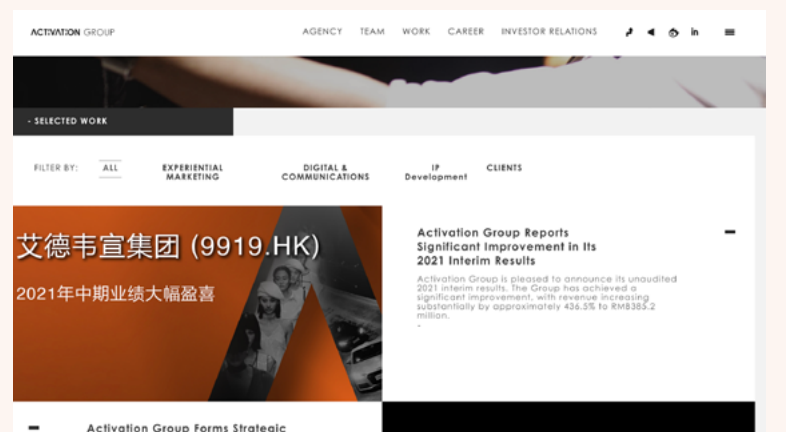 ACTIVATION GROUP
AGENCY TEAM WORK CAREER INVESTOR RELATIONS in
- SELECTED WORK
FILTER BY: ALL EXPERIENTIAL MARKETING DIGITAL & COMMUNICATIONS IP Development CLIENTS
艾德韦宣集团 (9919.HK)
2021年中期业绩大幅盈喜
Activation Group Reports
Significant Improvement in Its
2021 Interim Results
Activation Group is pleased to announce its unaudited
2021 interim results. The Group has achieved a
significant improvement, with revenue increasing
substantially by approximately 436.5% to RMB385.2
million.
-
Activation Group Forms Strategic